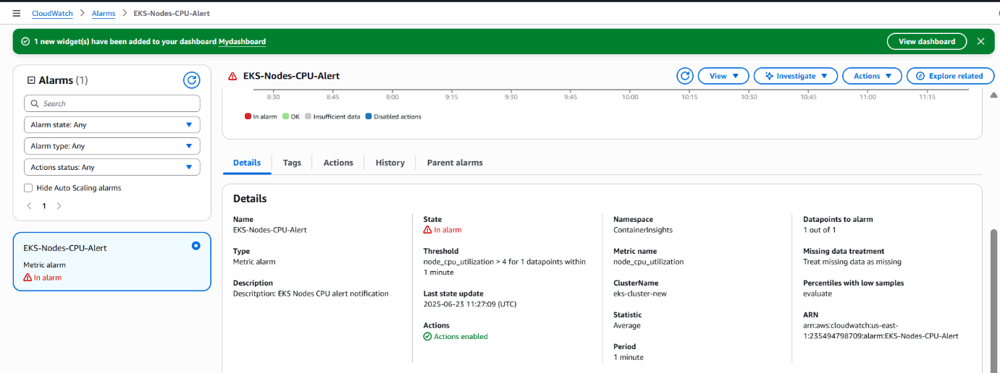 CloudWatch > Alarms > EKS-Nodes-CPU-Alert
1 new widget(s) have been added to your dashboard Mydashboard
View dashboard
Alarms (1)
Search
Alarm state: Any
Alarm type: Any
Actions status: Any
Hide Auto Scaling alarms
1
EKS-Nodes-CPU-Alert
Metric alarm
In alarm
EKS-Nodes-CPU-Alert
View
Investigate
Actions
Explore related
8:30 8:45 9:00 9:15 9:30 9:45 10:00 10:15 10:30 10:45 11:00 11:15
In alarm OK Insufficient data Disabled actions
Details Tags Actions History Parent alarms
Details
Name
EKS-Nodes-CPU-Alert
Type
Metric alarm
Description
Descritption: EKS Nodes CPU alert notification
State
In alarm
Threshold
node_cpu_utilization > 4 for 1 datapoints within
1 minute
Last state update
2025-06-23 11:27:09 (UTC)
Actions
Actions enabled
Namespace
ContainerInsights
Metric name
node_cpu_utilization
ClusterName
eks-cluster-new
Statistic
Average
Period
1 minute
Datapoints to alarm
1 out of 1
Missing data treatment
Treat missing data as missing
Percentiles with low samples
evaluate
ARN
arn:aws:cloudwatch:us-east-
1:235494798709:alarm:EKS-Nodes-CPU-Alert